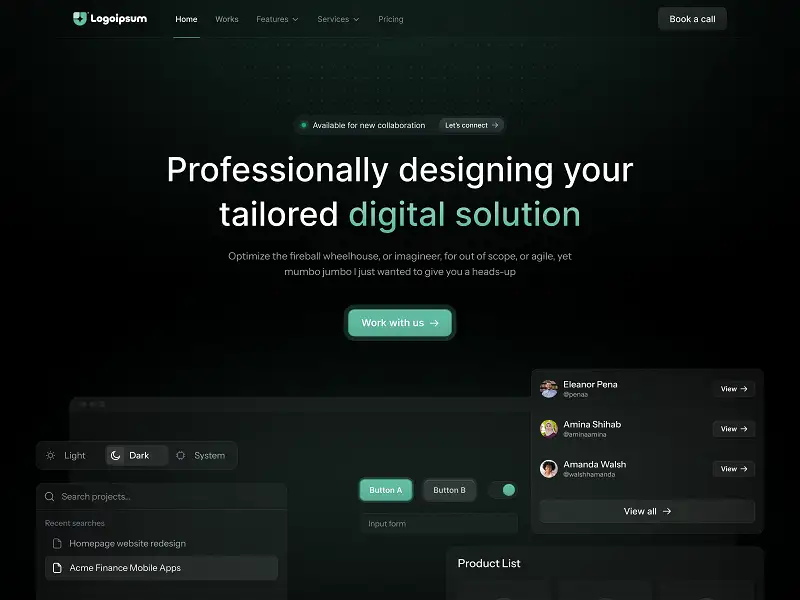 Logoipsum
Home
Works
Features
Services
Pricing
Book a call
Available for new collaboration
Let's connect →
Professionally designing your
tailored digital solution
Optimize the fireball wheelhouse, or imagineer, for out of scope, or agile, yet
mumbo jumbo I just wanted to give you a heads-up
Work with us →
Eleanor Pena
@penaa
View →
Amina Shihab
@aminaamina
View →
Amanda Walsh
@walshhamanda
View →
View all →
Light
Dark
System
Search projects...
Recent searches
Homepage website redesign
Acme Finance Mobile Apps
Button A
Button B
Input form
Product List